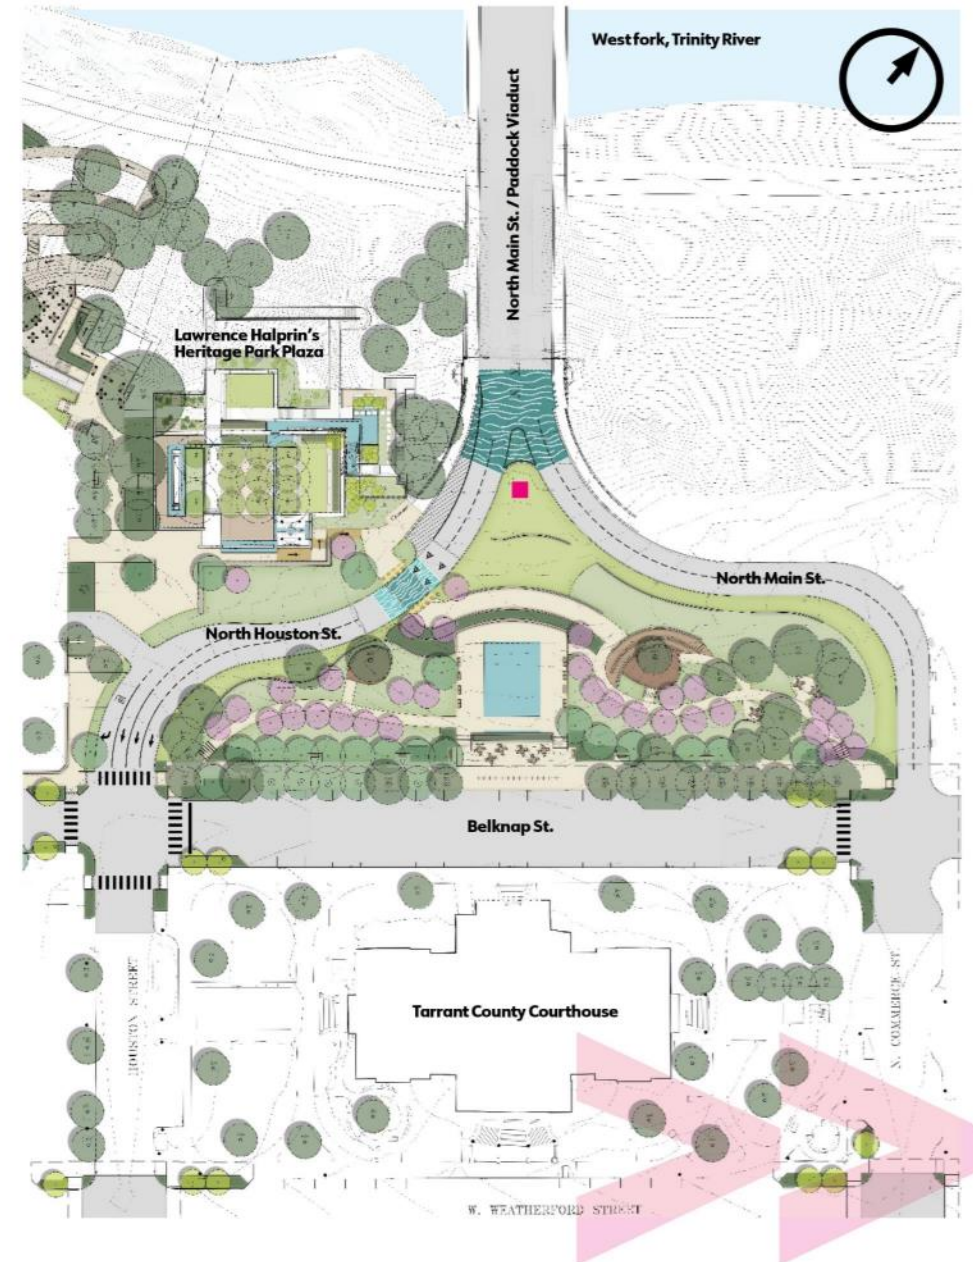 Westfork, Trinity River
North Main St. / Paddock Viaduct
Lawrence Halprin's
Heritage Park Plaza
North Main St.
North Houston St.
Belknap St.
Tarrant County Courthouse
HOUSTON STREET
N. COMMERCE ST.
W. WEATHERFORD STREET